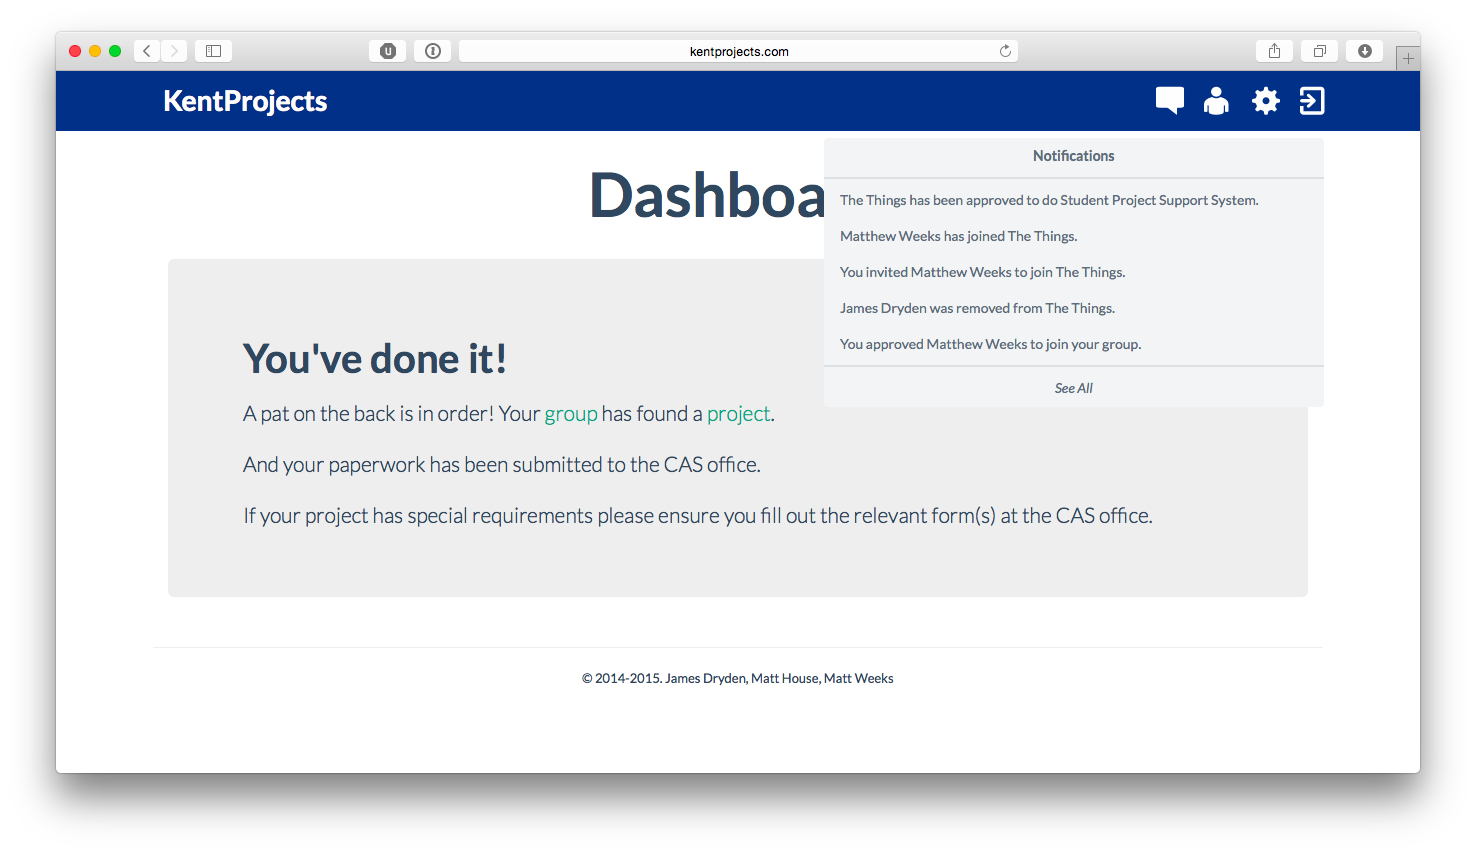 kentprojects.com
KentProjects
Notifications
The Things has been approved to do Student Project Support System.
Matthew Weeks has joined The Things.
You invited Matthew Weeks to join The Things.
James Dryden was removed from The Things.
You approved Matthew Weeks to join your group.
See All
Dashboa
You've done it!
A pat on the back is in order! Your group has found a project.
And your paperwork has been submitted to the CAS office.
If your project has special requirements please ensure you fill out the relevant form(s) at the CAS office.
© 2014-2015. James Dryden, Matt House, Matt Weeks